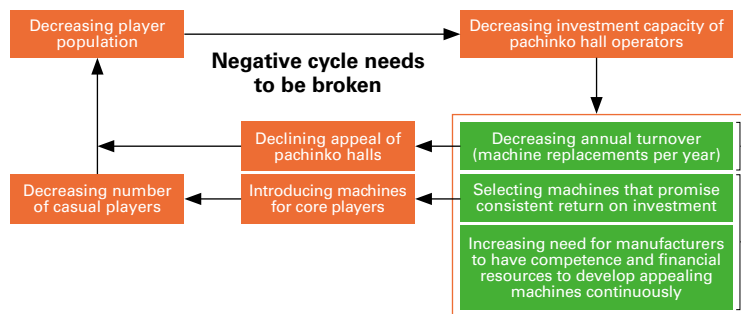 Decreasing player
population
Decreasing investment capacity of
pachinko hall operators
Negative cycle needs
to be broken
Declining appeal of
pachinko halls
Decreasing annual turnover
(machine replacements per year)
Decreasing number
of casual players
Introducing machines
for core players
Selecting machines that promise
consistent return on investment
Increasing need for manufacturers
to have competence and financial
resources to develop appealing
machines continuously